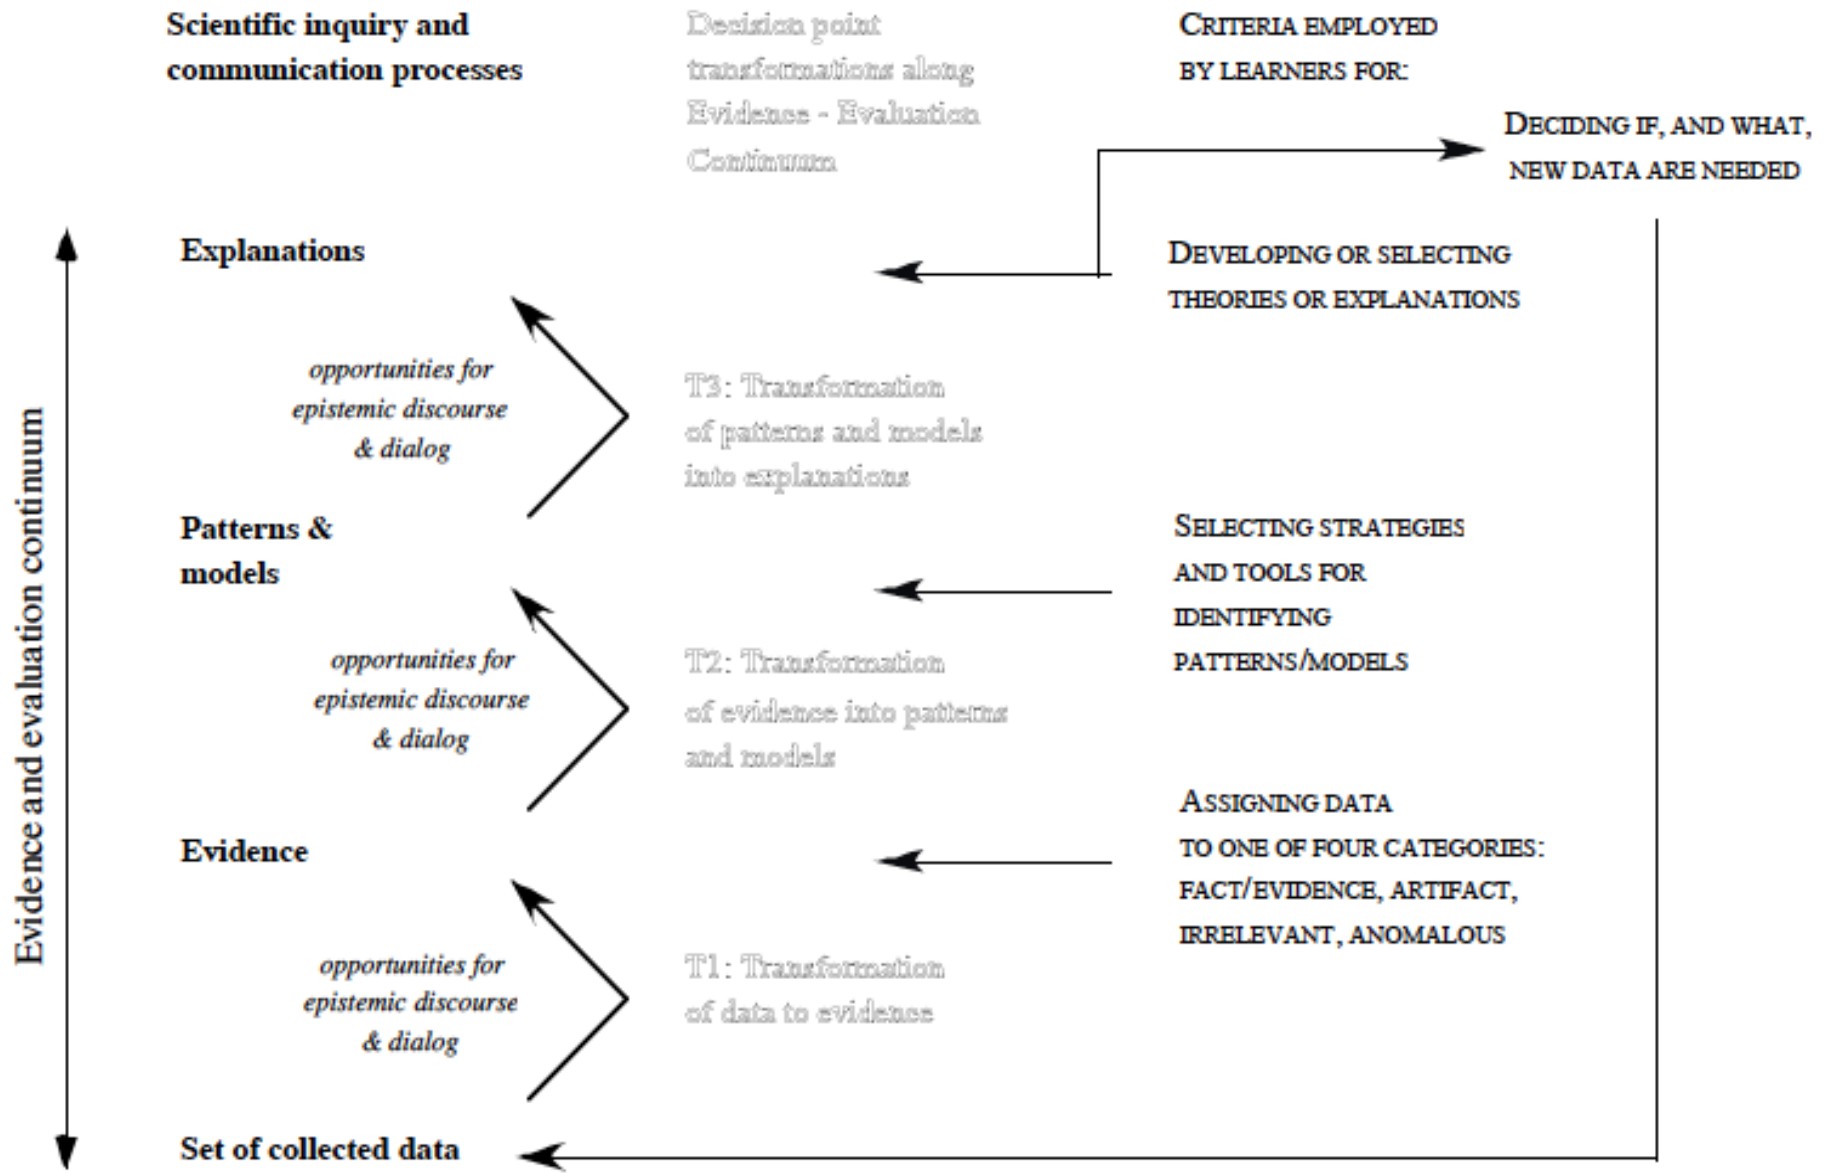 Scientific inquiry and
communication processes
Decision point
transformations along
Evidence - Evaluation
Continuum
CRITERIA EMPLOYED
BY LEARNERS FOR:
DECIDING IF, AND WHAT,
NEW DATA ARE NEEDED
Evidence and evaluation continuum
Explanations
DEVELOPING OR SELECTING
THEORIES OR EXPLANATIONS
opportunities for
epistemic discourse
& dialog
T3: Transformation
of patterns and models
into explanations
Patterns &
models
SELECTING STRATEGIES
AND TOOLS FOR
IDENTIFYING
PATTERNS/MODELS
opportunities for
epistemic discourse
& dialog
T2: Transformation
of evidence into patterns
and models
Evidence
ASSIGNING DATA
TO ONE OF FOUR CATEGORIES:
FACT/EVIDENCE, ARTIFACT,
IRRELEVANT, ANOMALOUS
opportunities for
epistemic discourse
& dialog
T1: Transformation
of data to evidence
Set of collected data